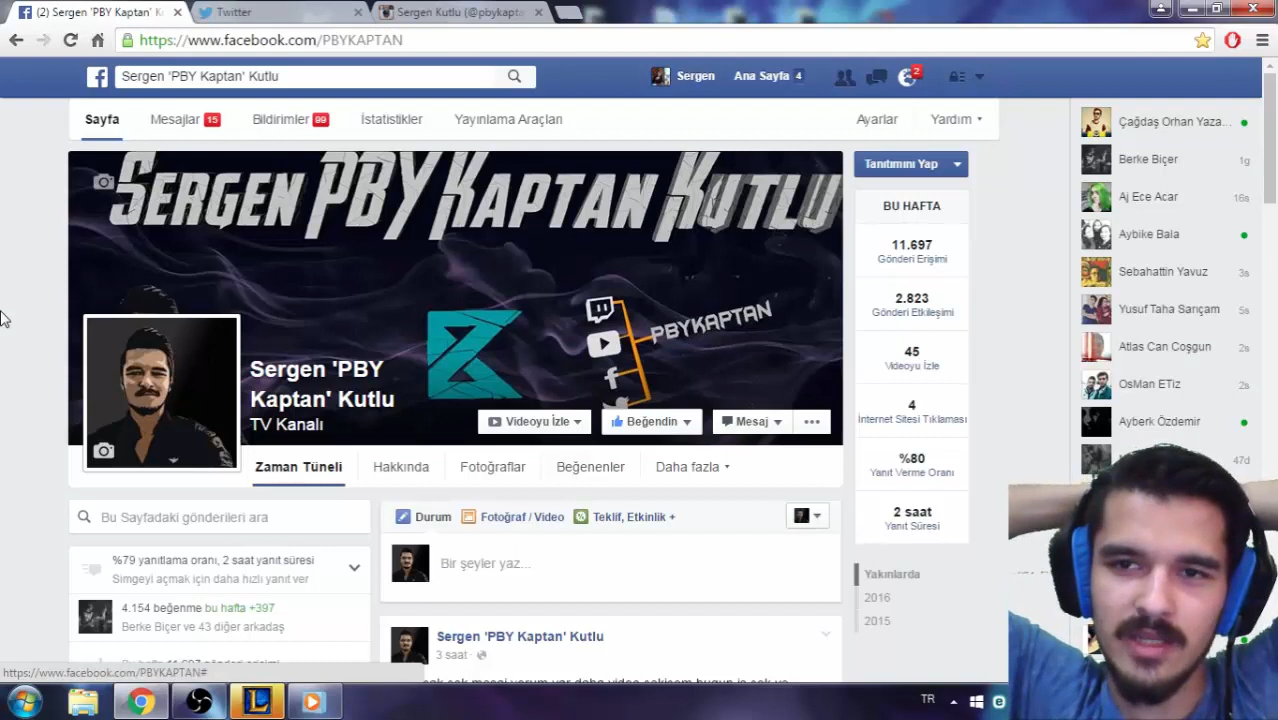 (2) Sergen 'PBY Kaptan' K
Twitter
Sergen Kutlu (@pbykapta
https://www.facebook.com/PBYKAPTAN
Sergen 'PBY Kaptan' Kutlu
Sergen
Ana Sayfa 4
2
Sayfa
Mesajlar 15
Bildirimler 99
İstatistikler
Yayınlama Araçları
Ayarlar
Yardım
SERGEN PBY KAPTAN KUTLU
PBYKAPTAN
Sergen 'PBY
Kaptan' Kutlu
TV Kanalı
Videoyu İzle
Beğendin
Mesaj
Zaman Tüneli
Hakkında
Fotoğraflar
Beğenenler
Daha fazla
Tanıtımını Yap
BU HAFTA
11.697
Gönderi Erişimi
2.823
Gönderi Etkileşimi
45
Videoyu İzle
4
İnternet Sitesi Tıklaması
%80
Yanıt Verme Oranı
2 saat
Yanıt Süresi
Yakınlarda
2016
2015
Bu Sayfadaki gönderileri ara
%79 yanıtlama oranı, 2 saat yanıt süresi
Simgeyi açmak için daha hızlı yanıt ver
4.154 beğenme bu hafta +397
Berke Biçer ve 43 diğer arkadaş
Durum
Fotoğraf / Video
Teklif, Etkinlik +
Bir şeyler yaz...
Sergen 'PBY Kaptan' Kutlu
3 saat
Çağdaş Orhan Yaza...
Berke Biçer 1g
Aj Ece Acar 16s
Aybike Bala
Sebahattin Yavuz 3s
Yusuf Taha Sarıçam 5s
Atlas Can Coşgun 2s
OsMan ETiz 2s
Ayberk Özdemir
47d
https://www.facebook.com/PBYKAPTAN#
TR